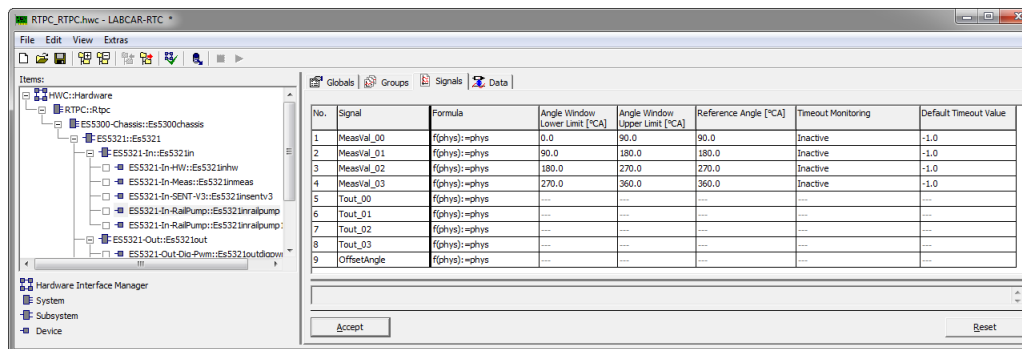 RTPC_RTPC.hwc - LABCAR-RTC *
File Edit View Extras
Items:
HWC::Hardware
RTPC::Rtpc
ES5300-Chassis::Es5300chassis
ES5321::Es5321
ES5321-In::Es5321in
ES5321-In-HW::Es5321inhw
ES5321-In-Meas::Es5321inmeas
ES5321-In-SENT-V3::Es5321insentv3
ES5321-In-RailPump::Es5321inrailpump
ES5321-In-RailPump::Es5321inrailpump
ES5321-Out::Es5321out
ES5321-Out-Dig-Pwm::Es5321outdigpwm
Hardware Interface Manager
System
Subsystem
Device
Globals Groups Signals Data
No. Signal Formula Angle Window Lower Limit [°CA] Angle Window Upper Limit [°CA] Reference Angle [°CA] Timeout Monitoring Default Timeout Value
1 MeasVal_00 f(phys):=phys 0.0 90.0 90.0 Inactive -1.0
2 MeasVal_01 f(phys):=phys 90.0 180.0 180.0 Inactive -1.0
3 MeasVal_02 f(phys):=phys 180.0 270.0 270.0 Inactive -1.0
4 MeasVal_03 f(phys):=phys 270.0 360.0 360.0 Inactive -1.0
5 Tout_00 f(phys):=phys --- --- --- --- ---
6 Tout_01 f(phys):=phys --- --- --- --- ---
7 Tout_02 f(phys):=phys --- --- --- --- ---
8 Tout_03 f(phys):=phys --- --- --- --- ---
9 OffsetAngle f(phys):=phys --- --- --- --- ---
Accept Reset